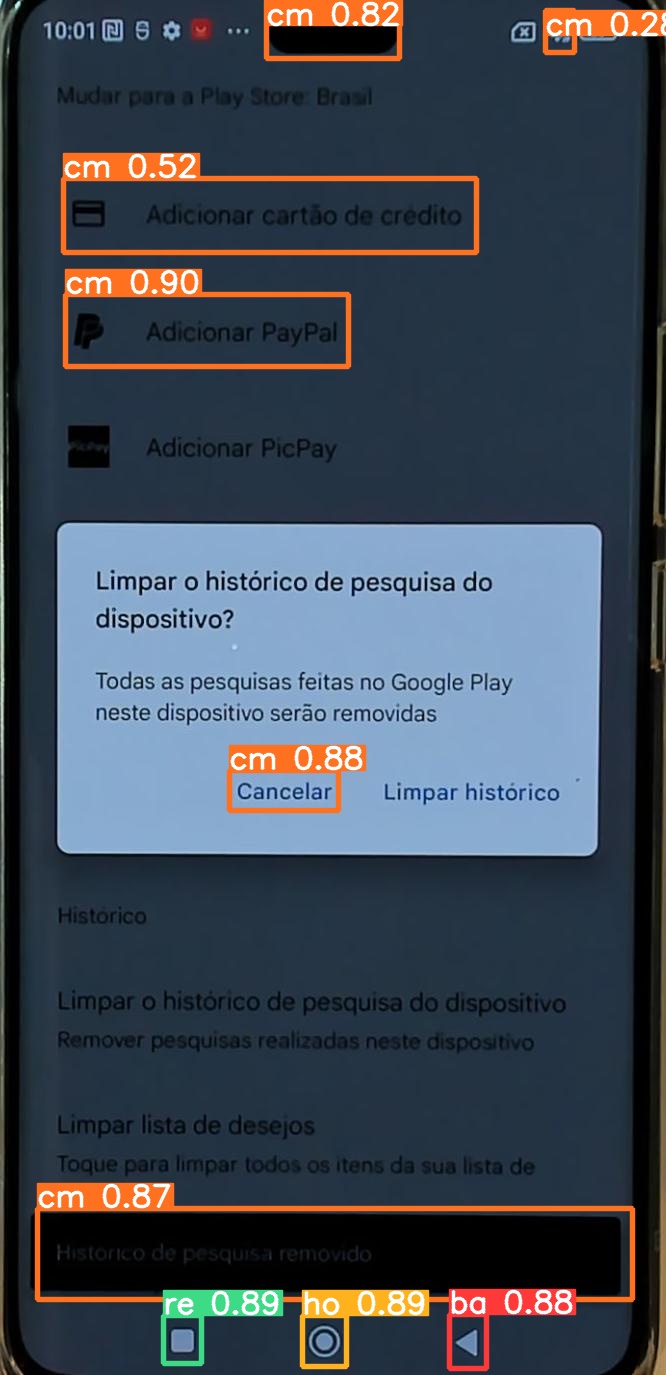 cm 0.82
cm 0.28
10:01
Mudar para a Play Store: Brasil
cm 0.52
Adicionar cartão de crédito
cm 0.90
Adicionar PayPal
PicPay
Adicionar PicPay
Limpar o histórico de pesquisa do
dispositivo?
Todas as pesquisas feitas no Google Play
neste dispositivo serão removidas
cm 0.88
Cancelar
Limpar histórico
Histórico
Limpar o histórico de pesquisa do dispositivo
Remover pesquisas realizadas neste dispositivo
Limpar lista de desejos
Toque para limpar todos os itens da sua lista de
cm 0.87
Histórico de pesquisa removido
re 0.89
ho 0.89
ba 0.88